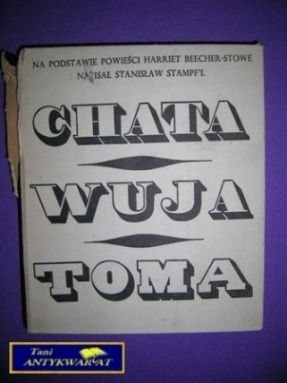 NA PODSTAWIE POWIEŚCI HARRIET BEECHER-STOWE
NAPISAŁ STANISŁAW STAMPF'L
CHATA
WUJA
TOMA
Tani
ANTYKWARIAT